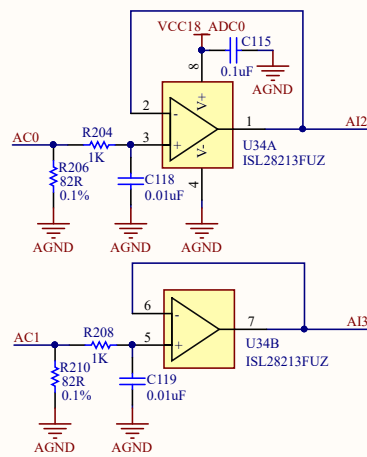 VCC18_ADC0
C115
0.1uF
AGND
8
V+
2
-
1
AI2
AC0
R204
1K
3
+
V-
U34A
ISL28213FUZ
4
R206
82R
0.1%
C118
0.01uF
AGND
AGND
AGND
6
-
7
AI3
AC1
R208
1K
5
+
U34B
ISL28213FUZ
R210
82R
0.1%
C119
0.01uF
AGND
AGND